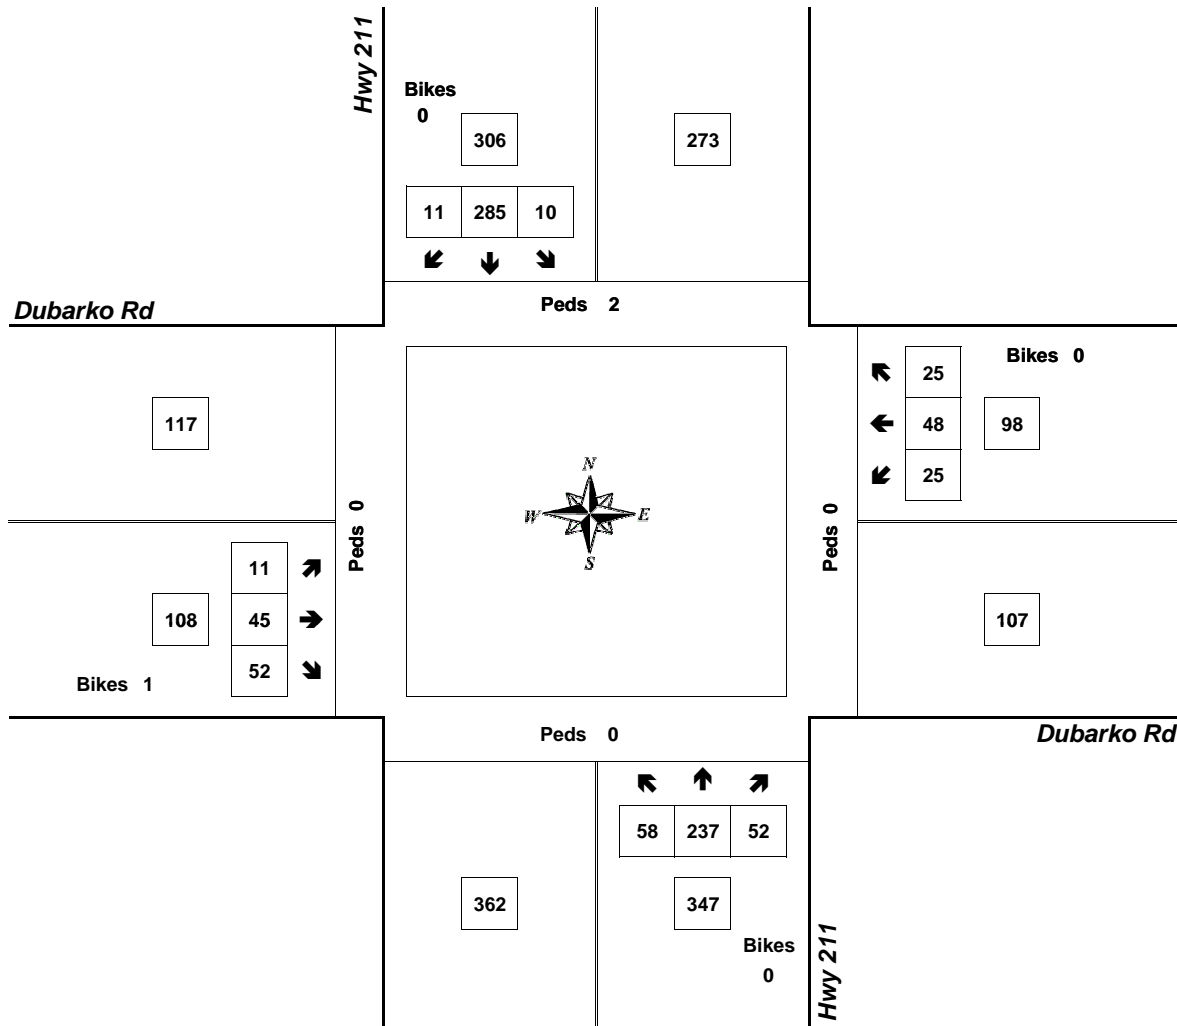 Hwy 211
Bikes
0
306
273
11 285 10
Peds 2
Dubarko Rd
Bikes 0
25
117
48
98
25
N
W E
S
Peds 0
Peds 0
11
108
45
107
52
Bikes 1
Peds 0
Dubarko Rd
58 237 52
362
347
Bikes
0
Hwy 211